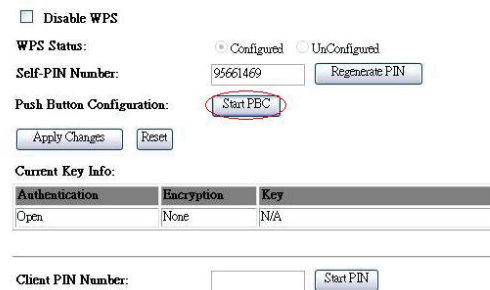 Disable WPS
WPS Status: Configured UnConfigured
Self-PIN Number: 95661469 Regenerate PIN
Push Button Configuration: Start PBC
Apply Changes Reset
Current Key Info:
Authentication Encryption Key
Open None N/A
Client PIN Number: Start PIN